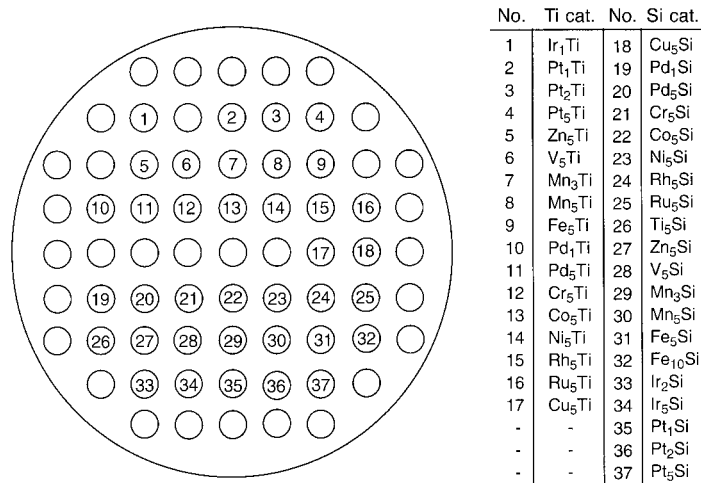 No. Ti cat. No. Si cat.
1 Ir₁Ti 18 Cu₅Si
2 Pt₁Ti 19 Pd₁Si
3 Pt₂Ti 20 Pd₅Si
4 Pt₅Ti 21 Cr₅Si
5 Zn₅Ti 22 Co₅Si
6 V₅Ti 23 Ni₅Si
7 Mn₃Ti 24 Rh₅Si
8 Mn₅Ti 25 Ru₅Si
9 Fe₅Ti 26 Ti₅Si
10 Pd₁Ti 27 Zn₅Si
11 Pd₅Ti 28 V₅Si
12 Cr₅Ti 29 Mn₃Si
13 Co₅Ti 30 Mn₅Si
14 Ni₅Ti 31 Fe₅Si
15 Rh₅Ti 32 Fe₁₀Si
16 Ru₅Ti 33 Ir₂Si
17 Cu₅Ti 34 Ir₅Si
- - 35 Pt₁Si
- - 36 Pt₂Si
- - 37 Pt₅Si
1 2 3 4
5 6 7 8 9
10 11 12 13 14 15 16
17 18
19 20 21 22 23 24 25
26 27 28 29 30 31 32
33 34 35 36 37